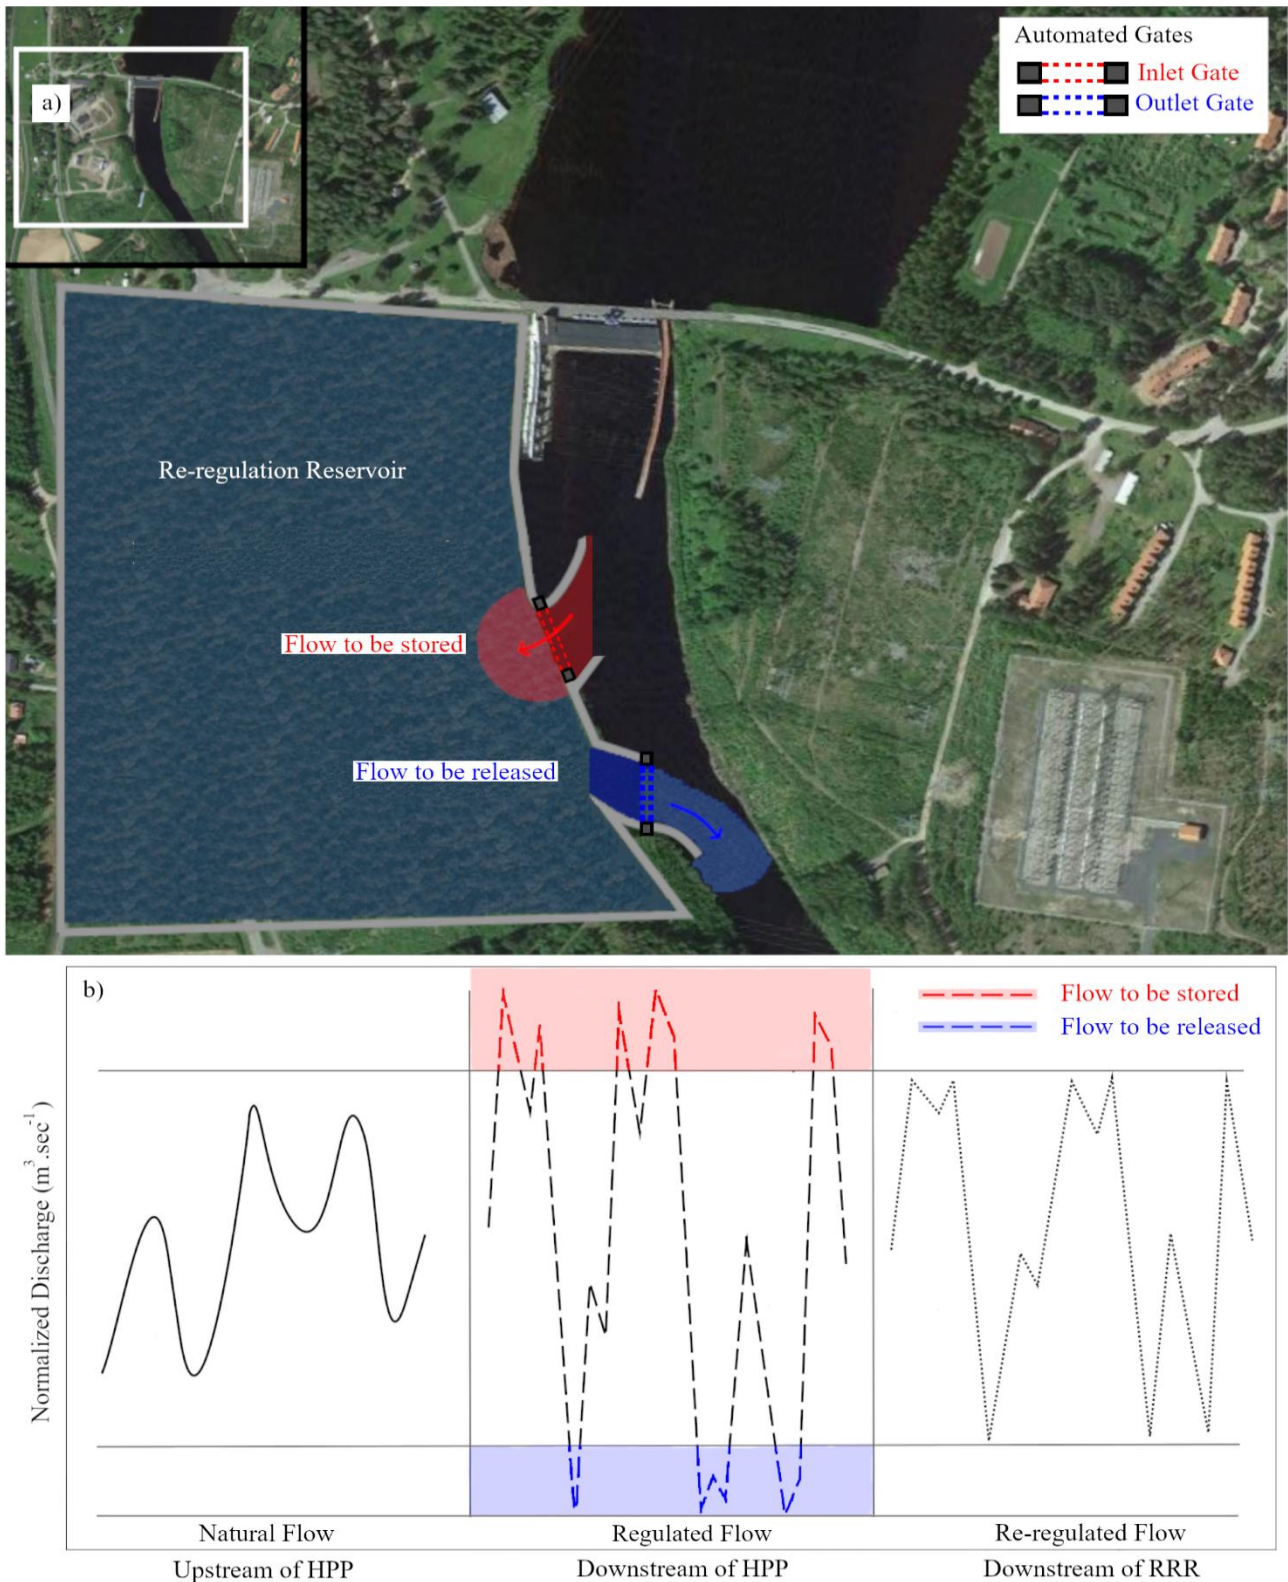 Automated Gates
Inlet Gate
Outlet Gate
a)
Re-regulation Reservoir
Flow to be stored
Flow to be released
b)
Flow to be stored
Flow to be released
Normalized Discharge (m³.sec⁻¹)
Natural Flow
Regulated Flow
Re-regulated Flow
Upstream of HPP
Downstream of HPP
Downstream of RRR